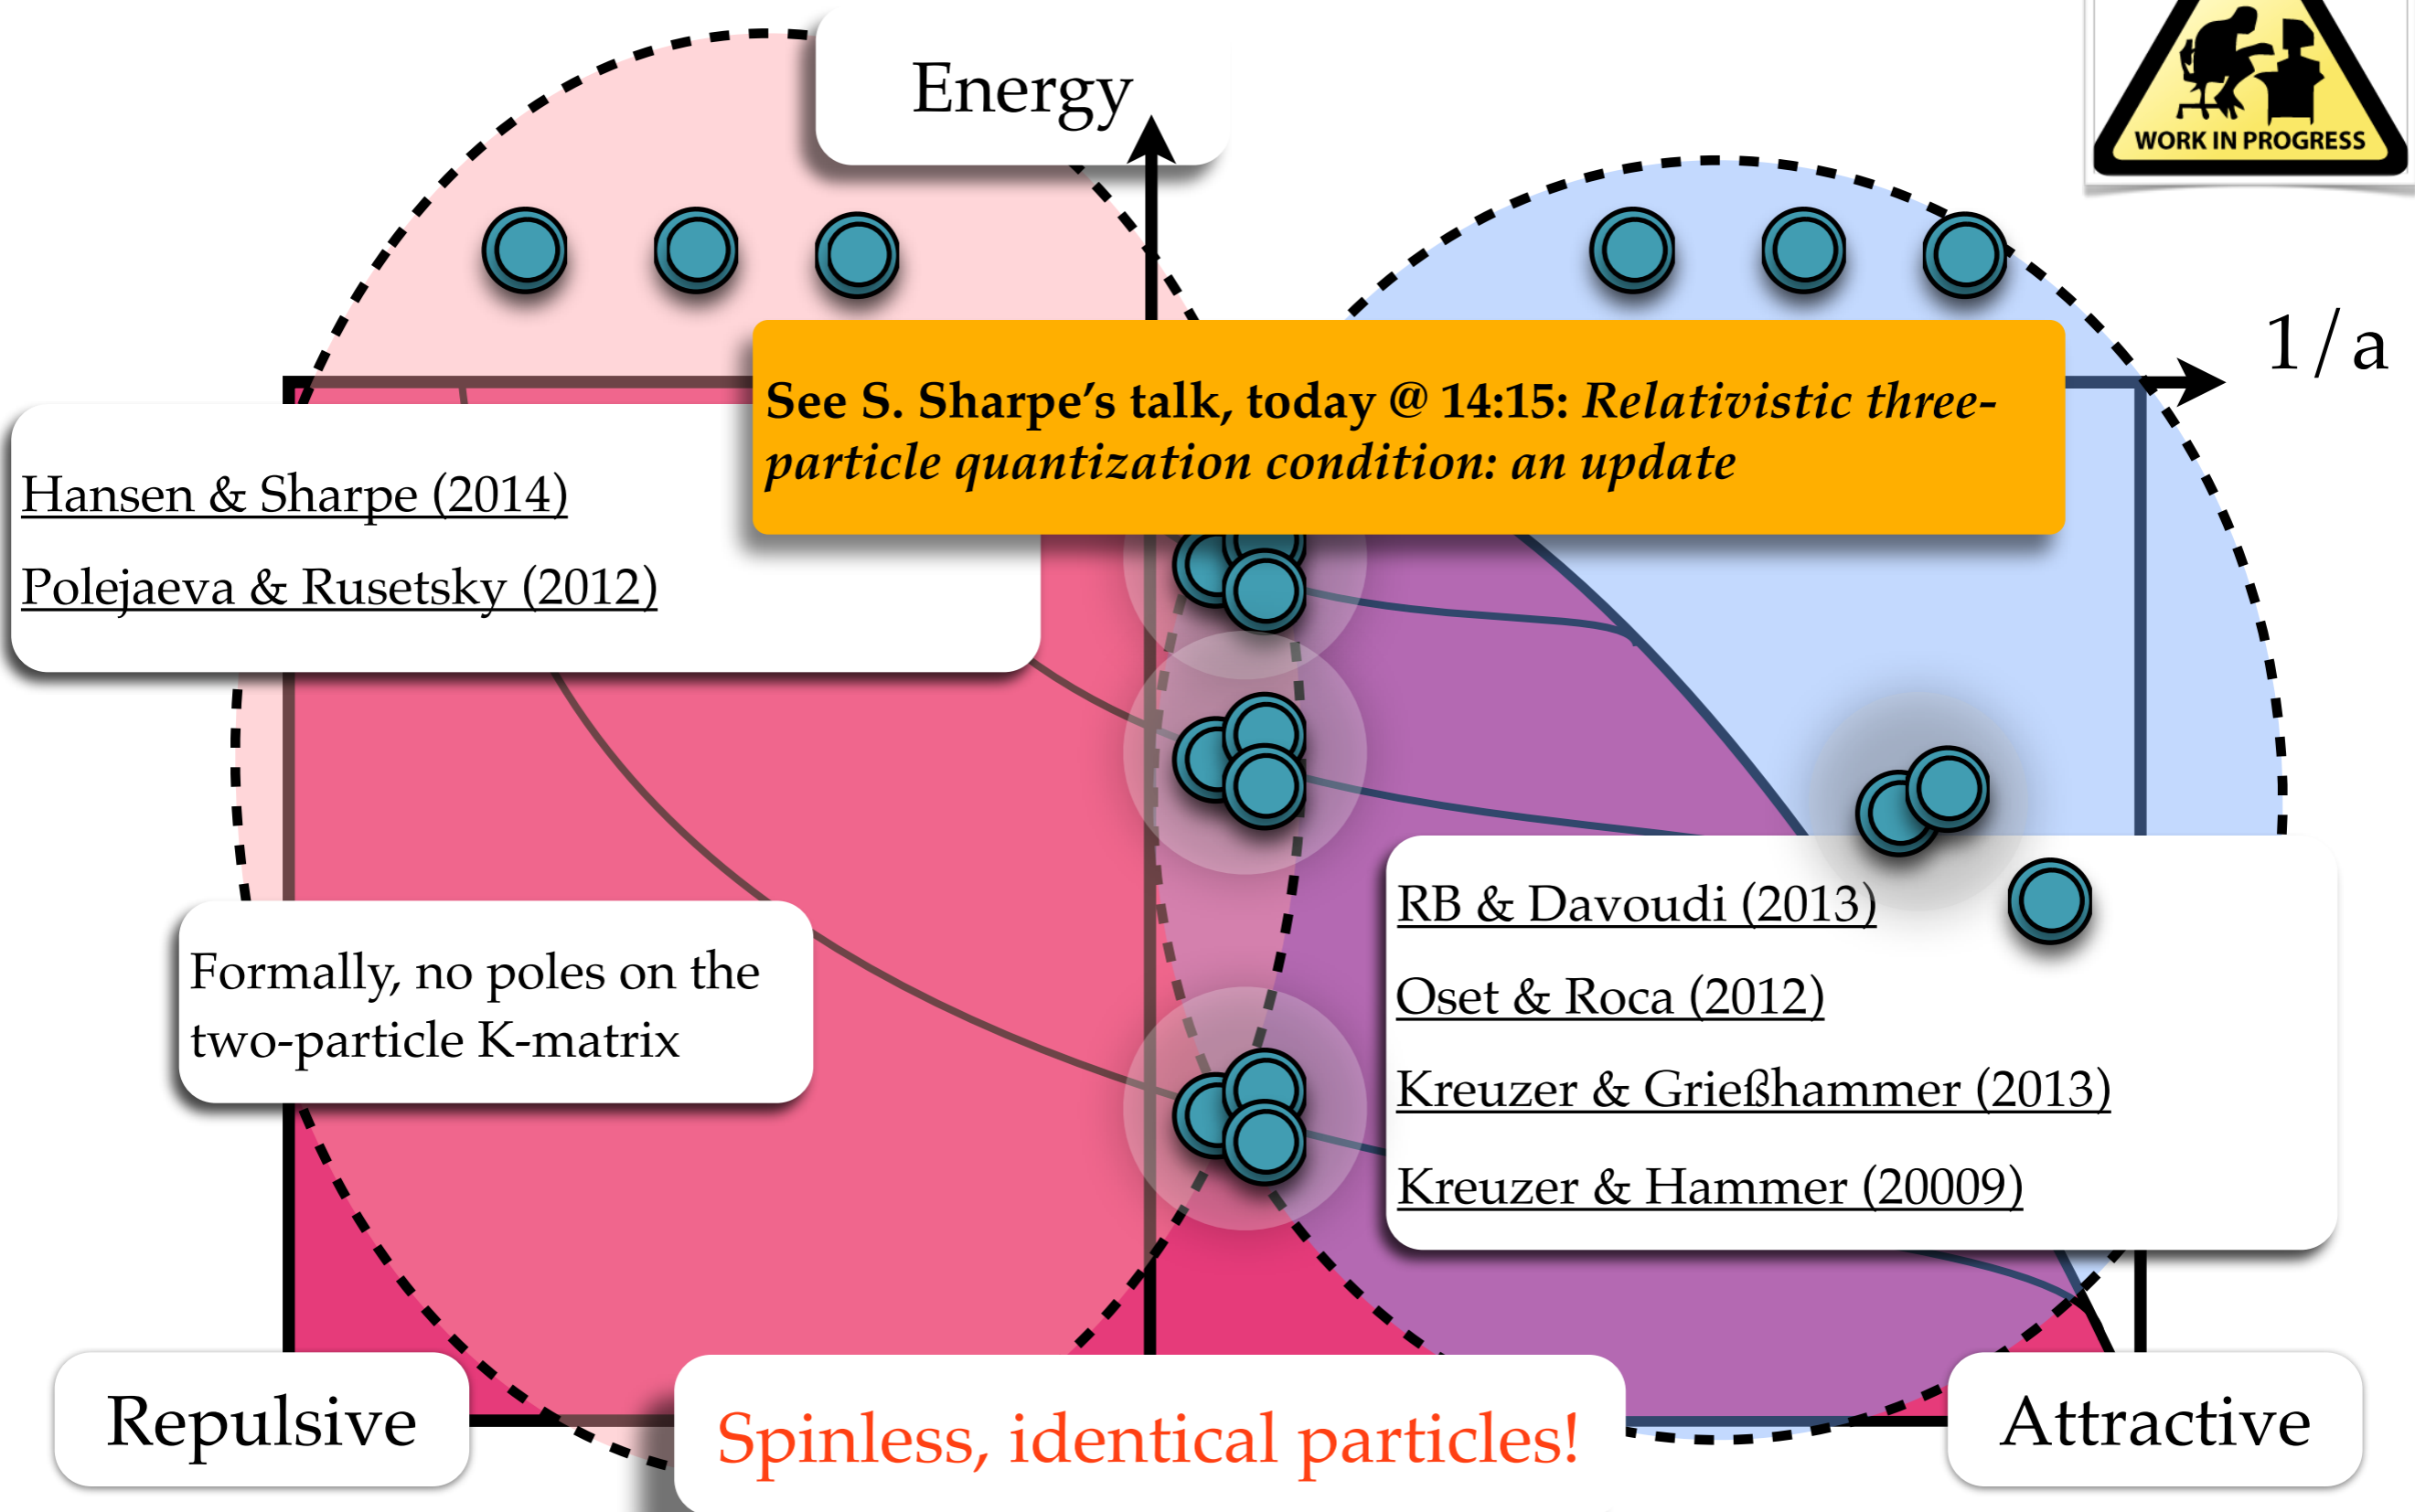 Energy
WORK IN PROGRESS
1/a
See S. Sharpe’s talk, today @ 14:15: Relativistic three-
particle quantization condition: an update
Hansen & Sharpe (2014)
Polejaeva & Rusetsky (2012)
RB & Davoudi (2013)
Oset & Roca (2012)
Kreuzer & Grießhammer (2013)
Kreuzer & Hammer (20009)
Formally, no poles on the
two-particle K-matrix
Repulsive
Spinless, identical particles!
Attractive